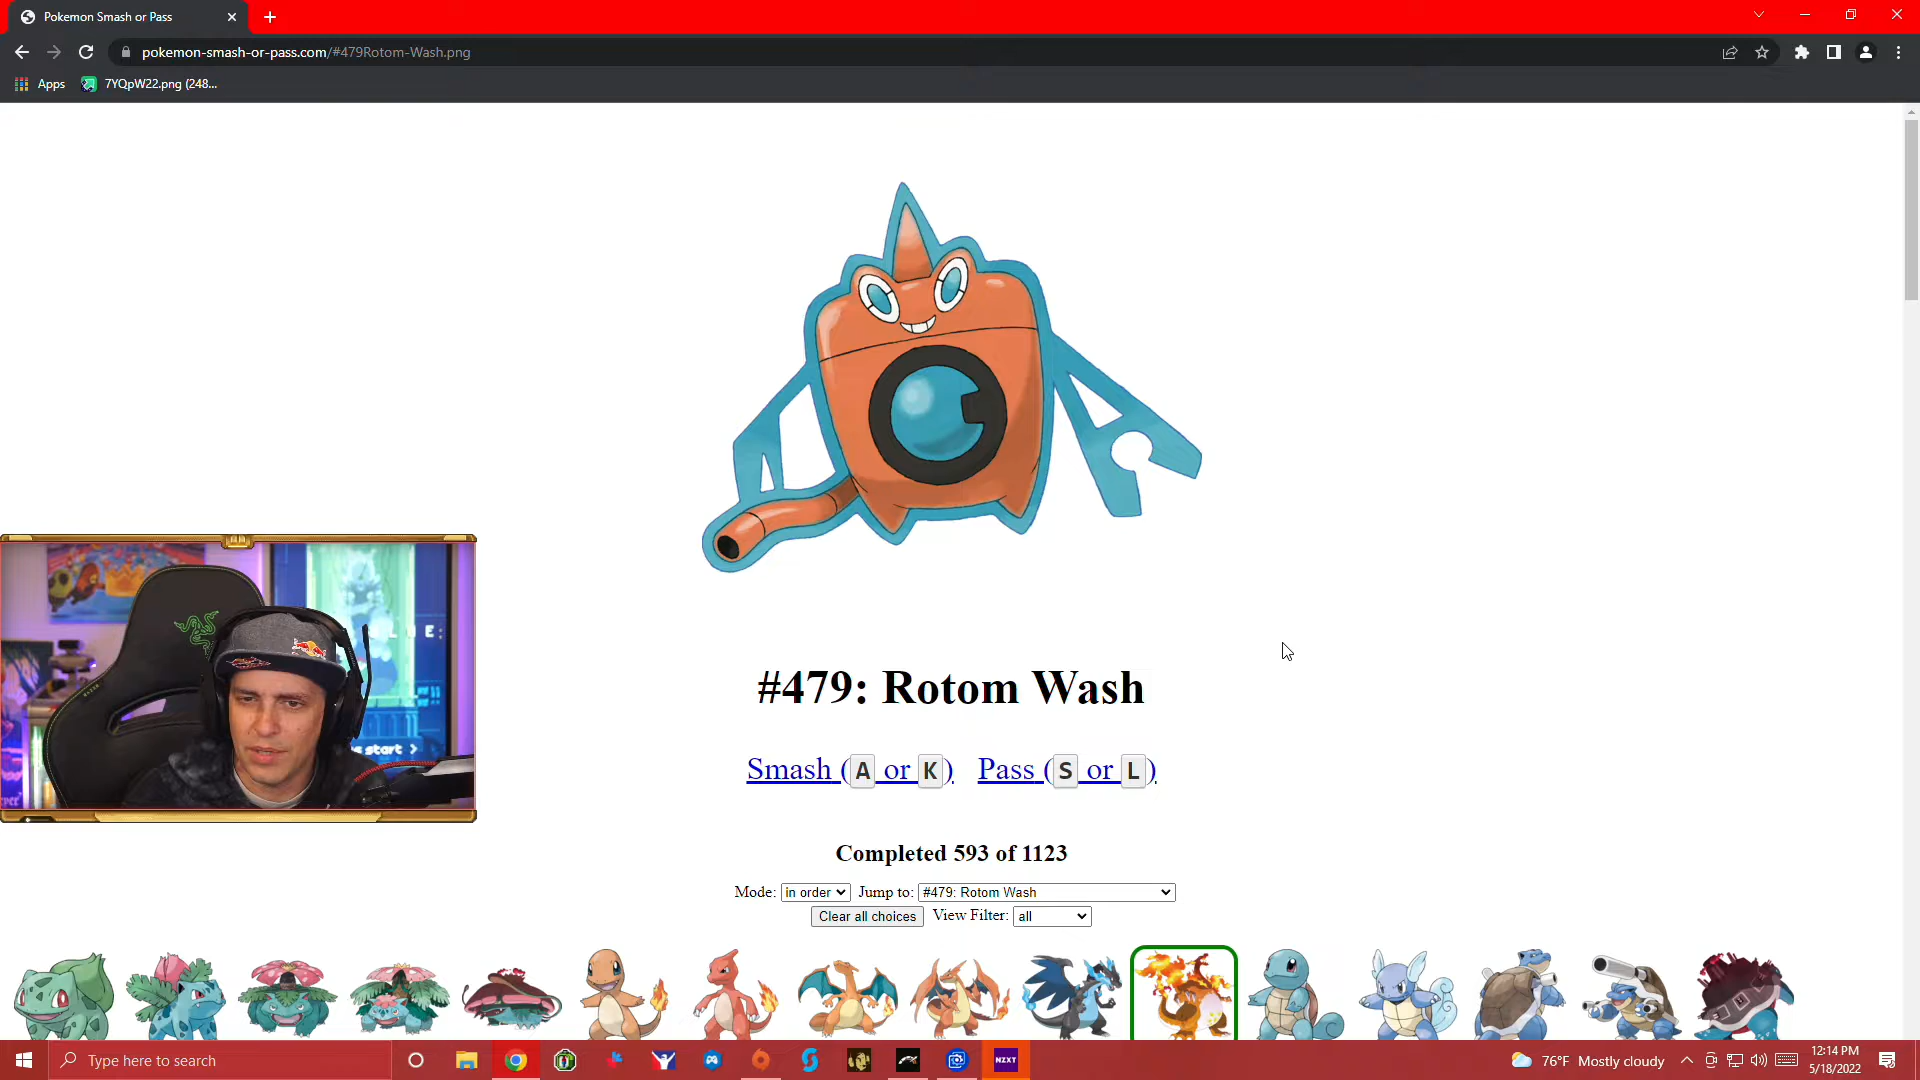 Pokemon Smash or Pass
pokemon-smash-or-pass.com/#479Rotom-Wash.png
Apps
7YQpW22.png (248...
#479: Rotom Wash
Smash (A or K) Pass (S or L)
Completed 593 of 1123
Mode: in order Jump to: #479: Rotom Wash
Clear all choices View Filter: all
Type here to search
NZXT
76°F Mostly cloudy
12:14 PM
5/18/2022